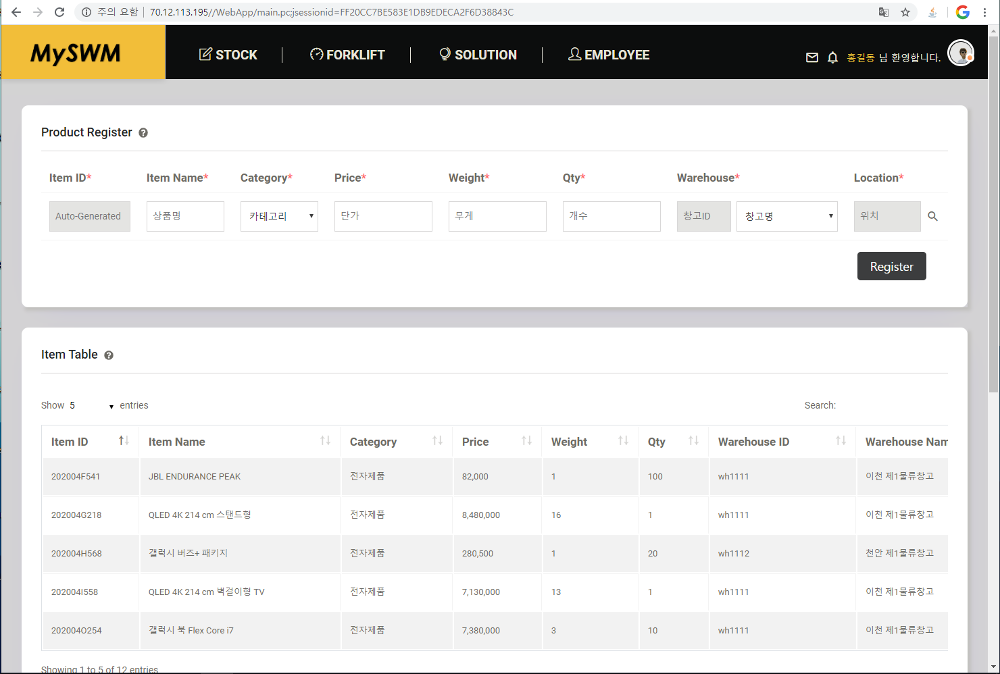 주의 요함 | 70.12.113.195//WebApp/main.pc;jsessionid=FF20CC7BE583E1DB9EDECA2F6D38843C
MySWM STOCK FORKLIFT SOLUTION EMPLOYEE 홍길동 님 환영합니다.
Product Register
Item ID* Item Name* Category* Price* Weight* Qty* Warehouse* Location*
Auto-Generated 상품명 카테고리 단가 무게 개수 창고ID 창고명 위치
Register
Item Table
Show 5 entries Search:
Item ID Item Name Category Price Weight Qty Warehouse ID Warehouse Nam
202004F541 JBL ENDURANCE PEAK 전자제품 82,000 1 100 wh1111 이천 제1물류창고
202004G218 QLED 4K 214 cm 스탠드형 전자제품 8,480,000 16 1 wh1111 이천 제1물류창고
202004H568 갤럭시 버즈+ 패키지 전자제품 280,500 1 20 wh1112 천안 제1물류창고
202004I558 QLED 4K 214 cm 벽걸이형 TV 전자제품 7,130,000 13 1 wh1111 이천 제1물류창고
202004O254 갤럭시 북 Flex Core i7 전자제품 7,380,000 3 10 wh1111 이천 제1물류창고
Showing 1 to 5 of 12 entries